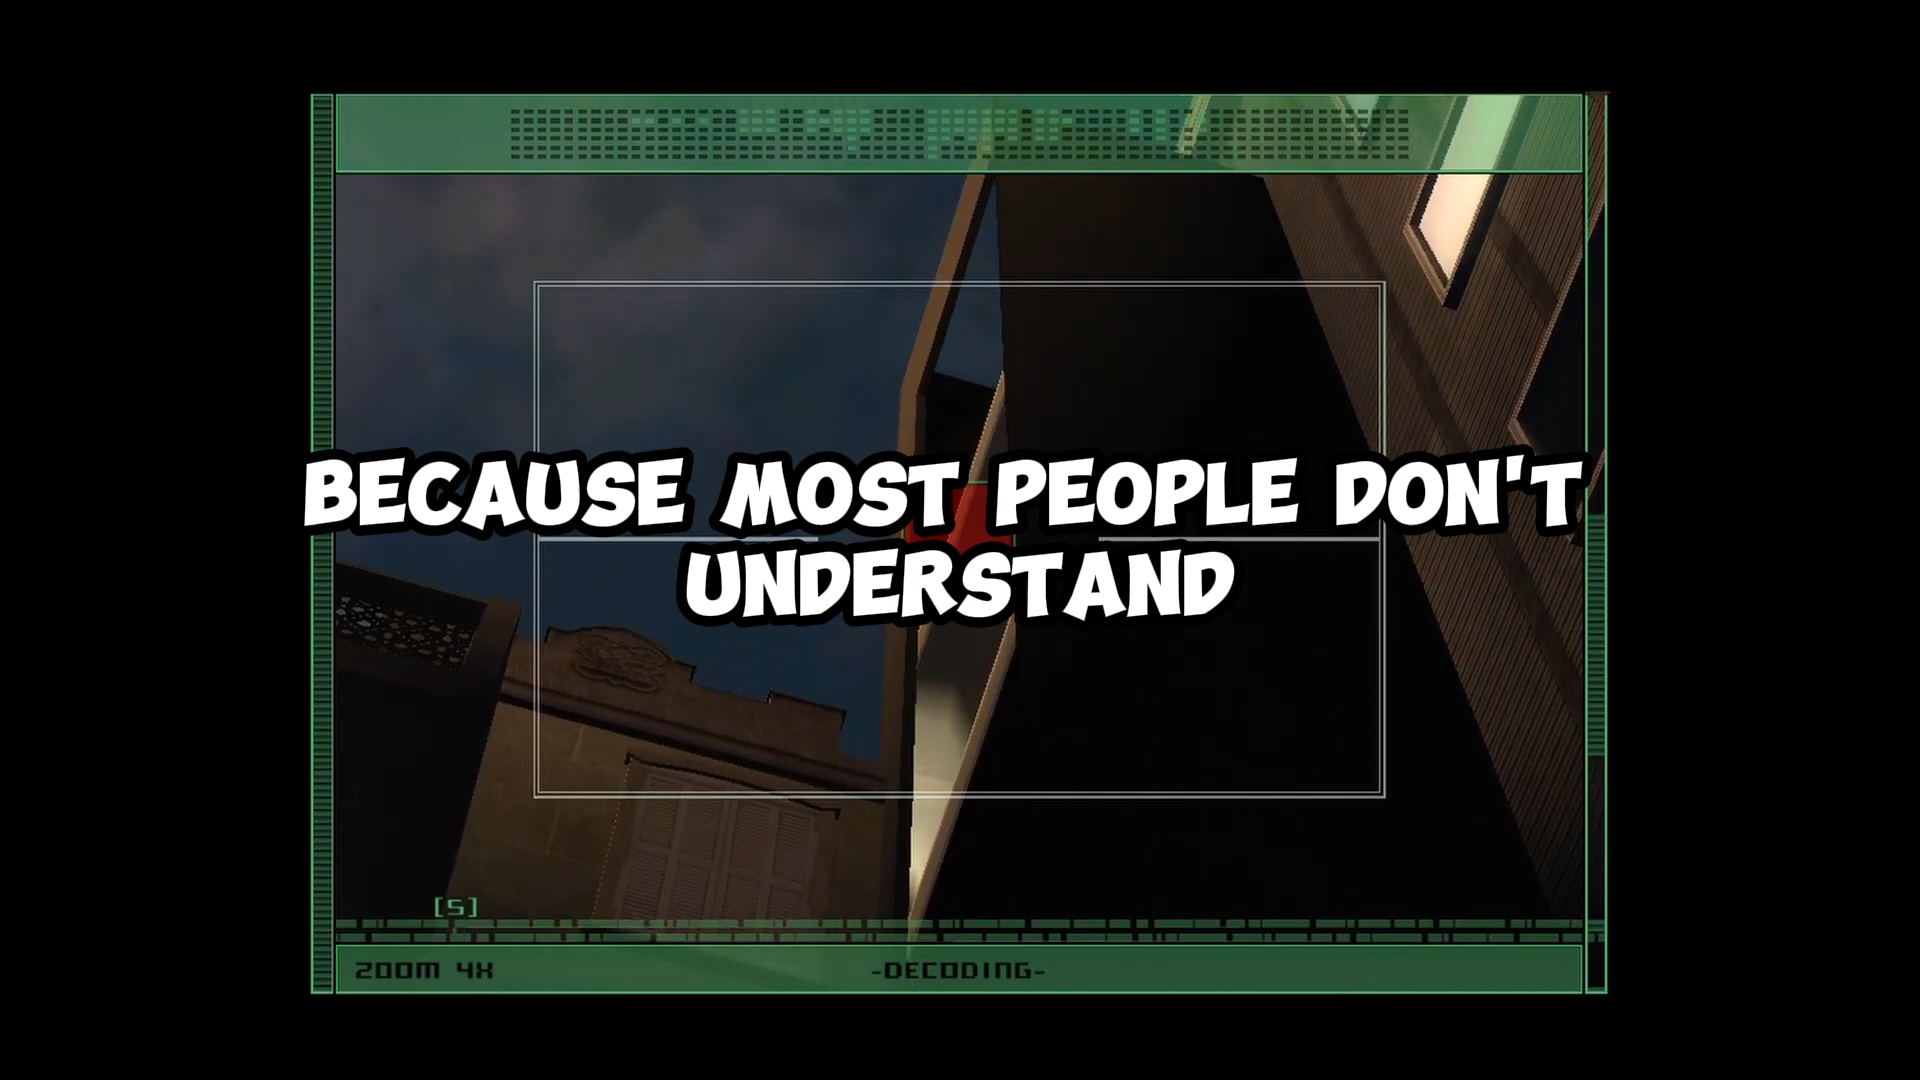 BECAUSE MOST PEOPLE DON'T
UNDERSTAND
[S]
ZOOM 4X
-DECODING-